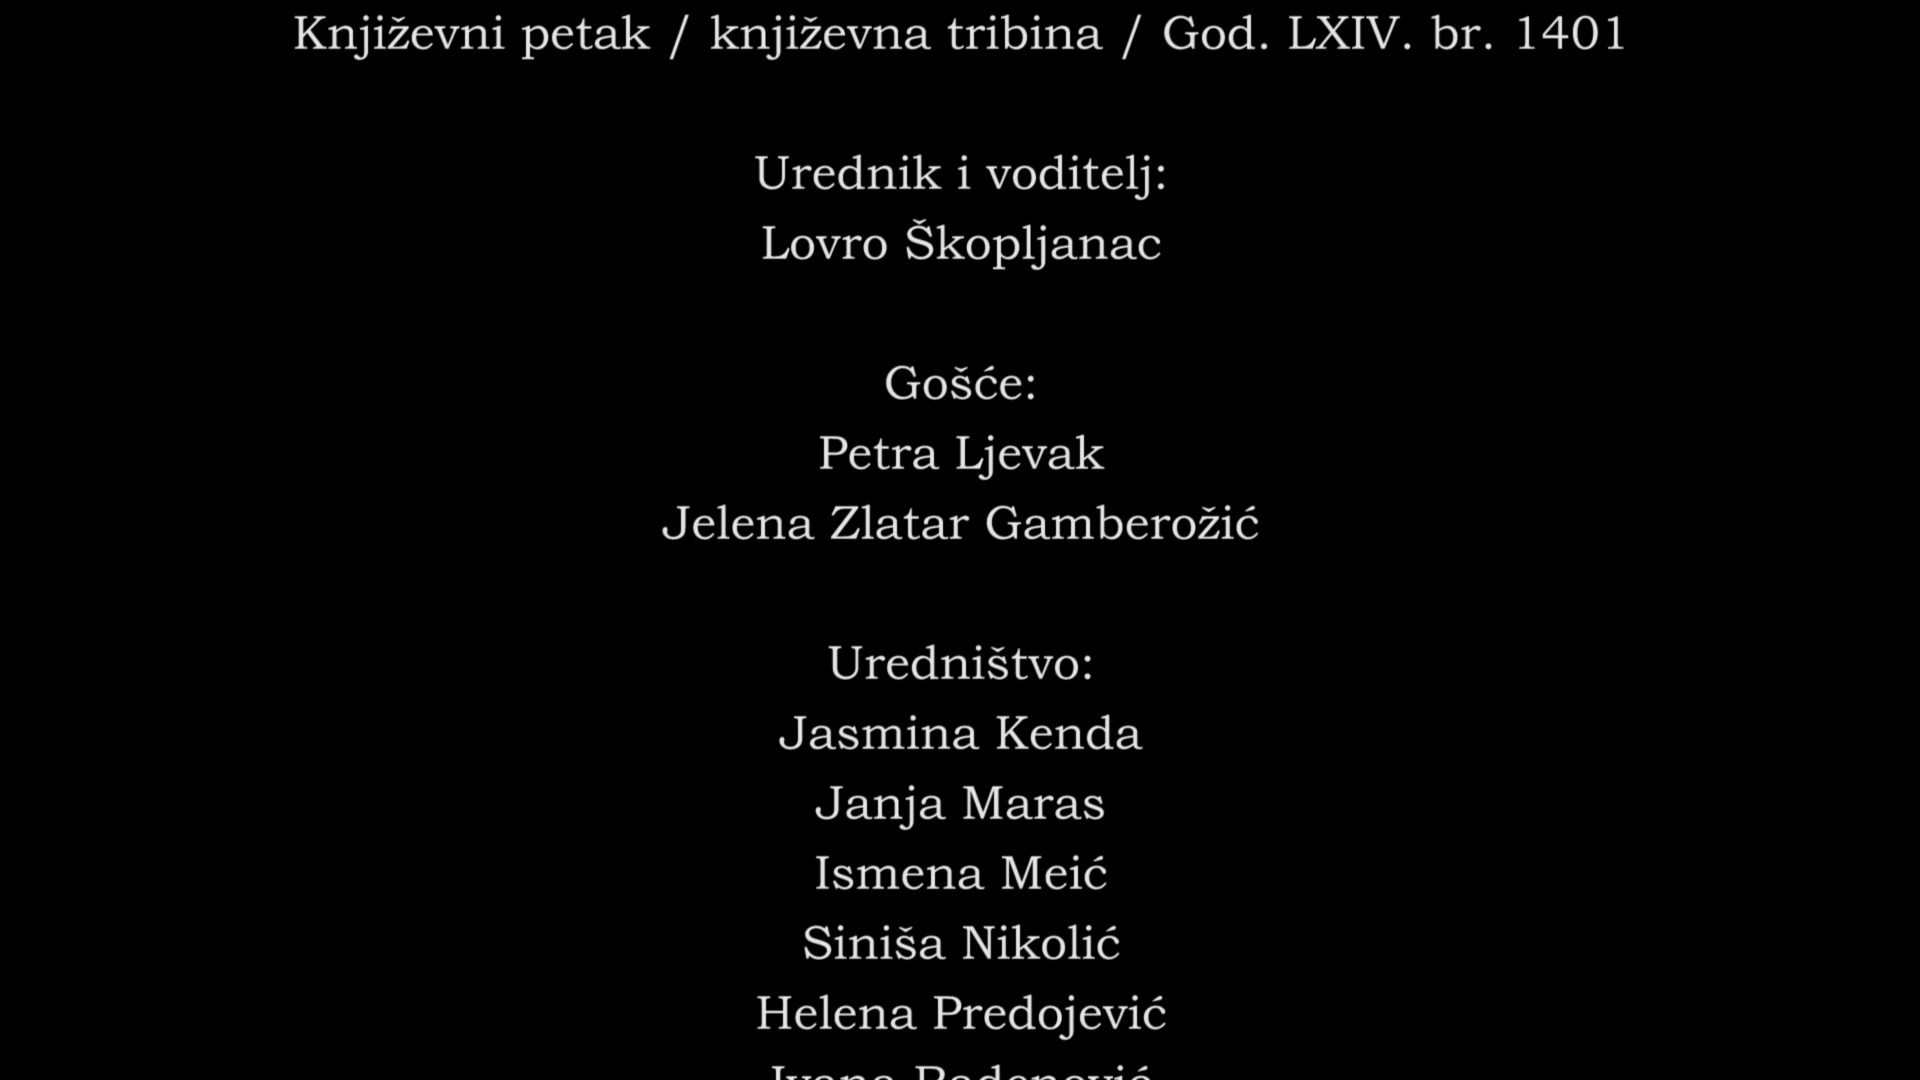 Književni petak / književna tribina / God. LXIV. br. 1401
Urednik i voditelj:
Lovro Škopljanac
Gošće:
Petra Ljevak
Jelena Zlatar Gamberožić
Uredništvo:
Jasmina Kenda
Janja Maras
Ismena Meić
Siniša Nikolić
Helena Predojević